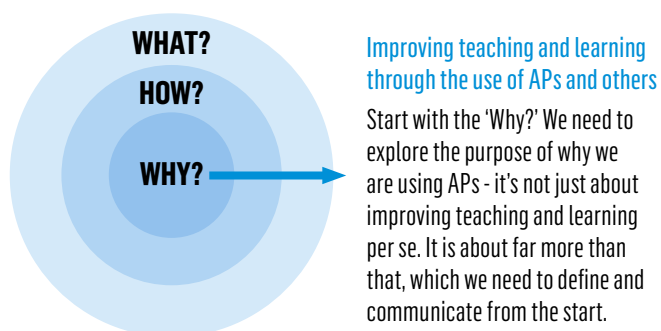 WHAT?
HOW?
WHY?
Improving teaching and learning
through the use of APs and others
Start with the ‘Why?’ We need to
explore the purpose of why we
are using APs - it’s not just about
improving teaching and learning
per se. It is about far more than
that, which we need to define and
communicate from the start.